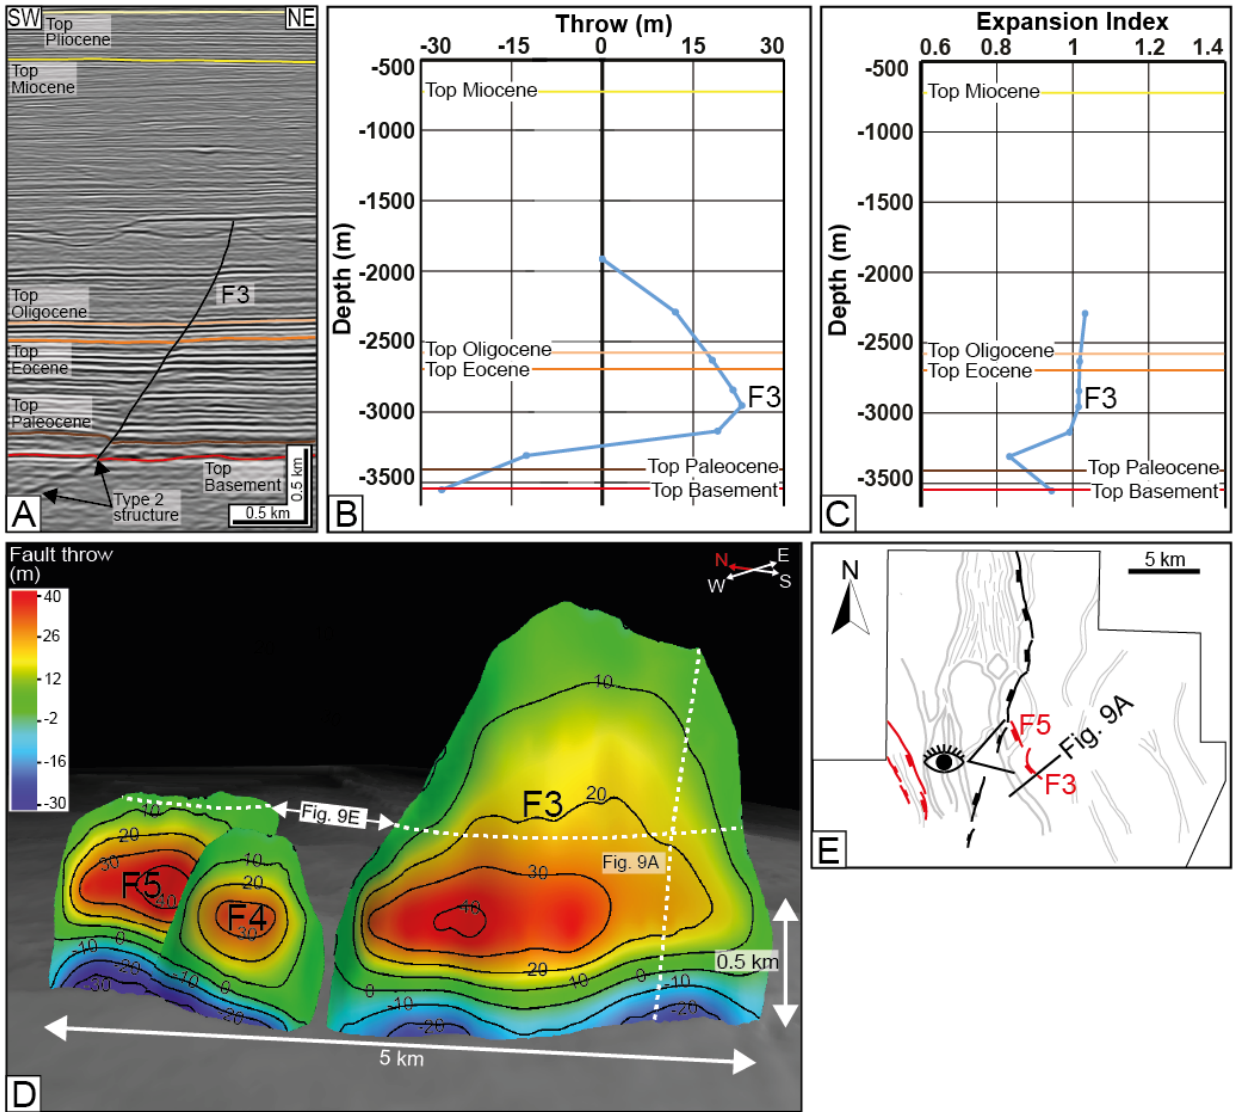 SW
NE
Top
Pliocene
Top
Miocene
F3
Top
Oligocene
Top
Eocene
Top
Paleocene
Top
Basement
Type 2
structure
0.5 km
0.5 km
A
Throw (m)
-30 -15 0 15 30
Depth (m)
-500
-1000
-1500
-2000
-2500
-3000
-3500
Top Miocene
Top Oligocene
Top Eocene
F3
Top Paleocene
Top Basement
B
Expansion Index
0.6 0.8 1 1.2 1.4
Depth (m)
-500
-1000
-1500
-2000
-2500
-3000
-3500
Top Miocene
Top Oligocene
Top Eocene
F3
Top Paleocene
Top Basement
C
Fault throw
(m)
40
26
12
-2
-16
-30
N
E
W
S
10
20
30
F5
40
0
-10
-20
-30
10
20
F4
30
-10
0
-20
Fig. 9E
10
F3
20
Fig. 9A
30
40
20
10
0
0
-10
-10
-20
-20
0.5 km
5 km
D
N
5 km
F5
Fig. 9A
F3
E